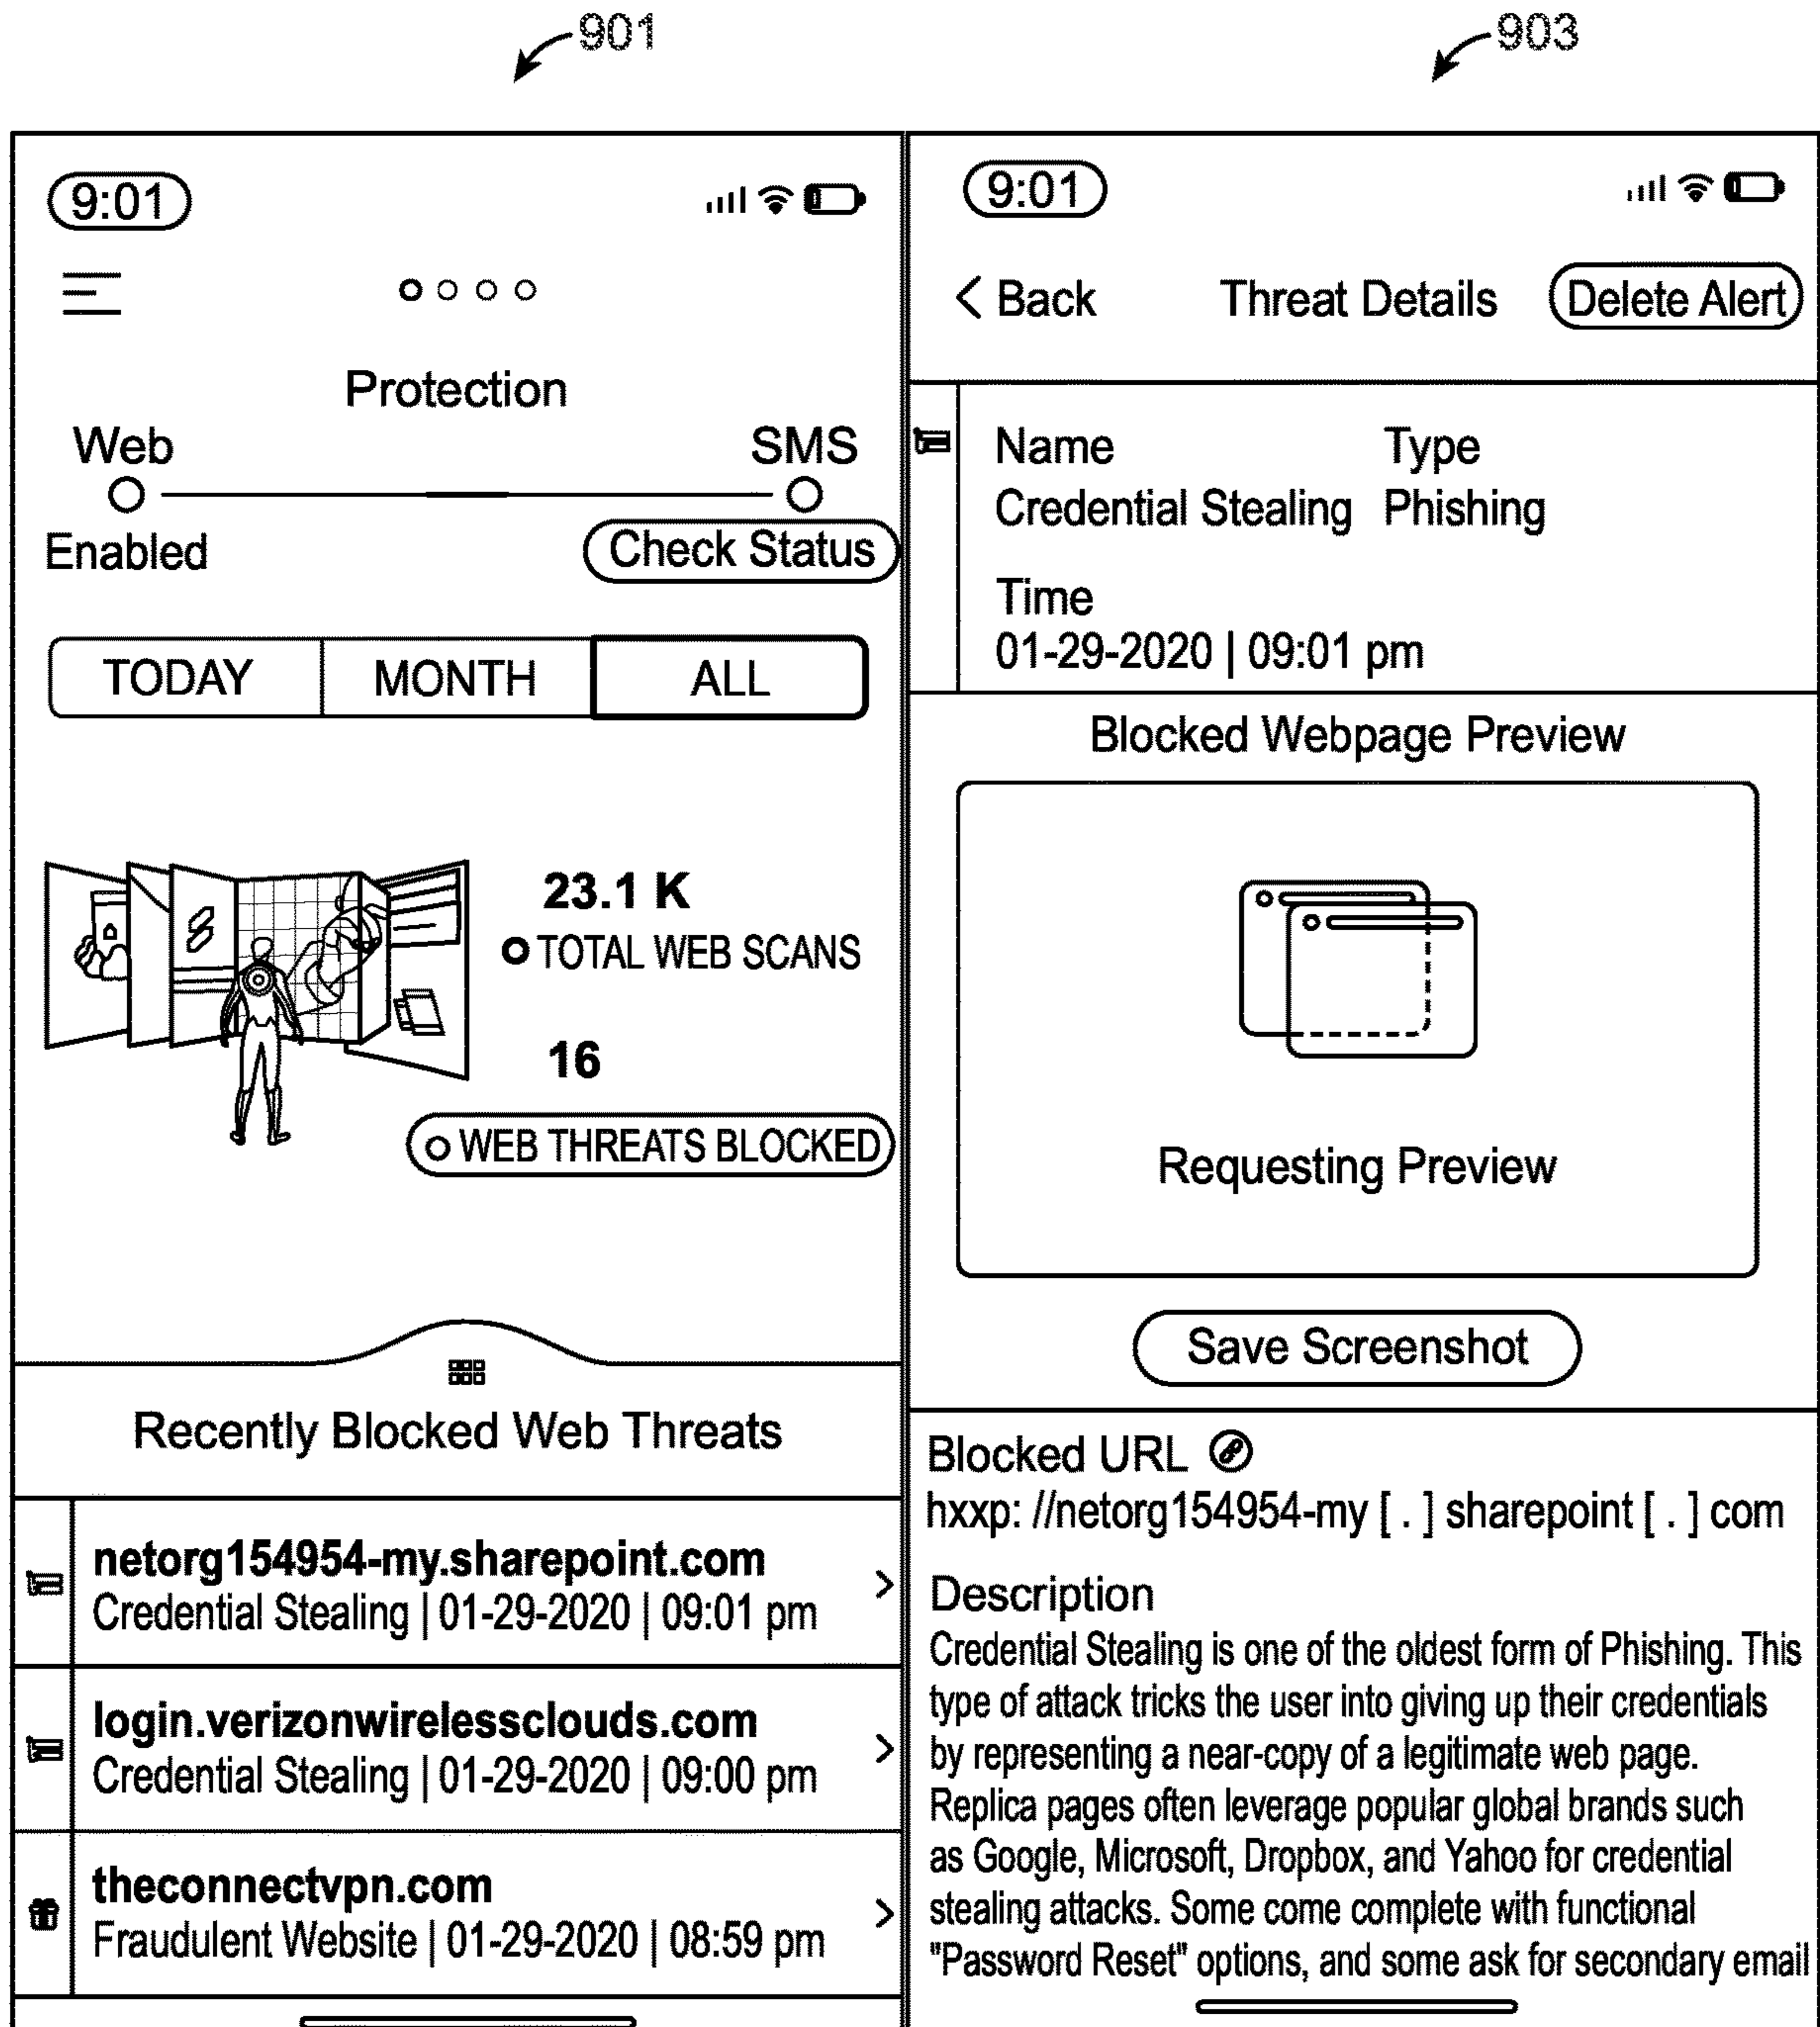 901
9:01
Protection
Web
SMS
Enabled
Check Status
TODAY
MONTH
ALL
23.1 K
TOTAL WEB SCANS
16
WEB THREATS BLOCKED
Recently Blocked Web Threats
netorg154954-my.sharepoint.com
Credential Stealing | 01-29-2020 | 09:01 pm
login.verizonwirelessclouds.com
Credential Stealing | 01-29-2020 | 09:00 pm
theconnectvpn.com
Fraudulent Website | 01-29-2020 | 08:59 pm
903
9:01
< Back
Threat Details
Delete Alert
Name
Type
Credential Stealing
Phishing
Time
01-29-2020 | 09:01 pm
Blocked Webpage Preview
Requesting Preview
Save Screenshot
Blocked URL
hxxp: //netorg154954-my [ . ] sharepoint [ . ] com
Description
Credential Stealing is one of the oldest form of Phishing. This
type of attack tricks the user into giving up their credentials
by representing a near-copy of a legitimate web page.
Replica pages often leverage popular global brands such
as Google, Microsoft, Dropbox, and Yahoo for credential
stealing attacks. Some come complete with functional
"Password Reset" options, and some ask for secondary email